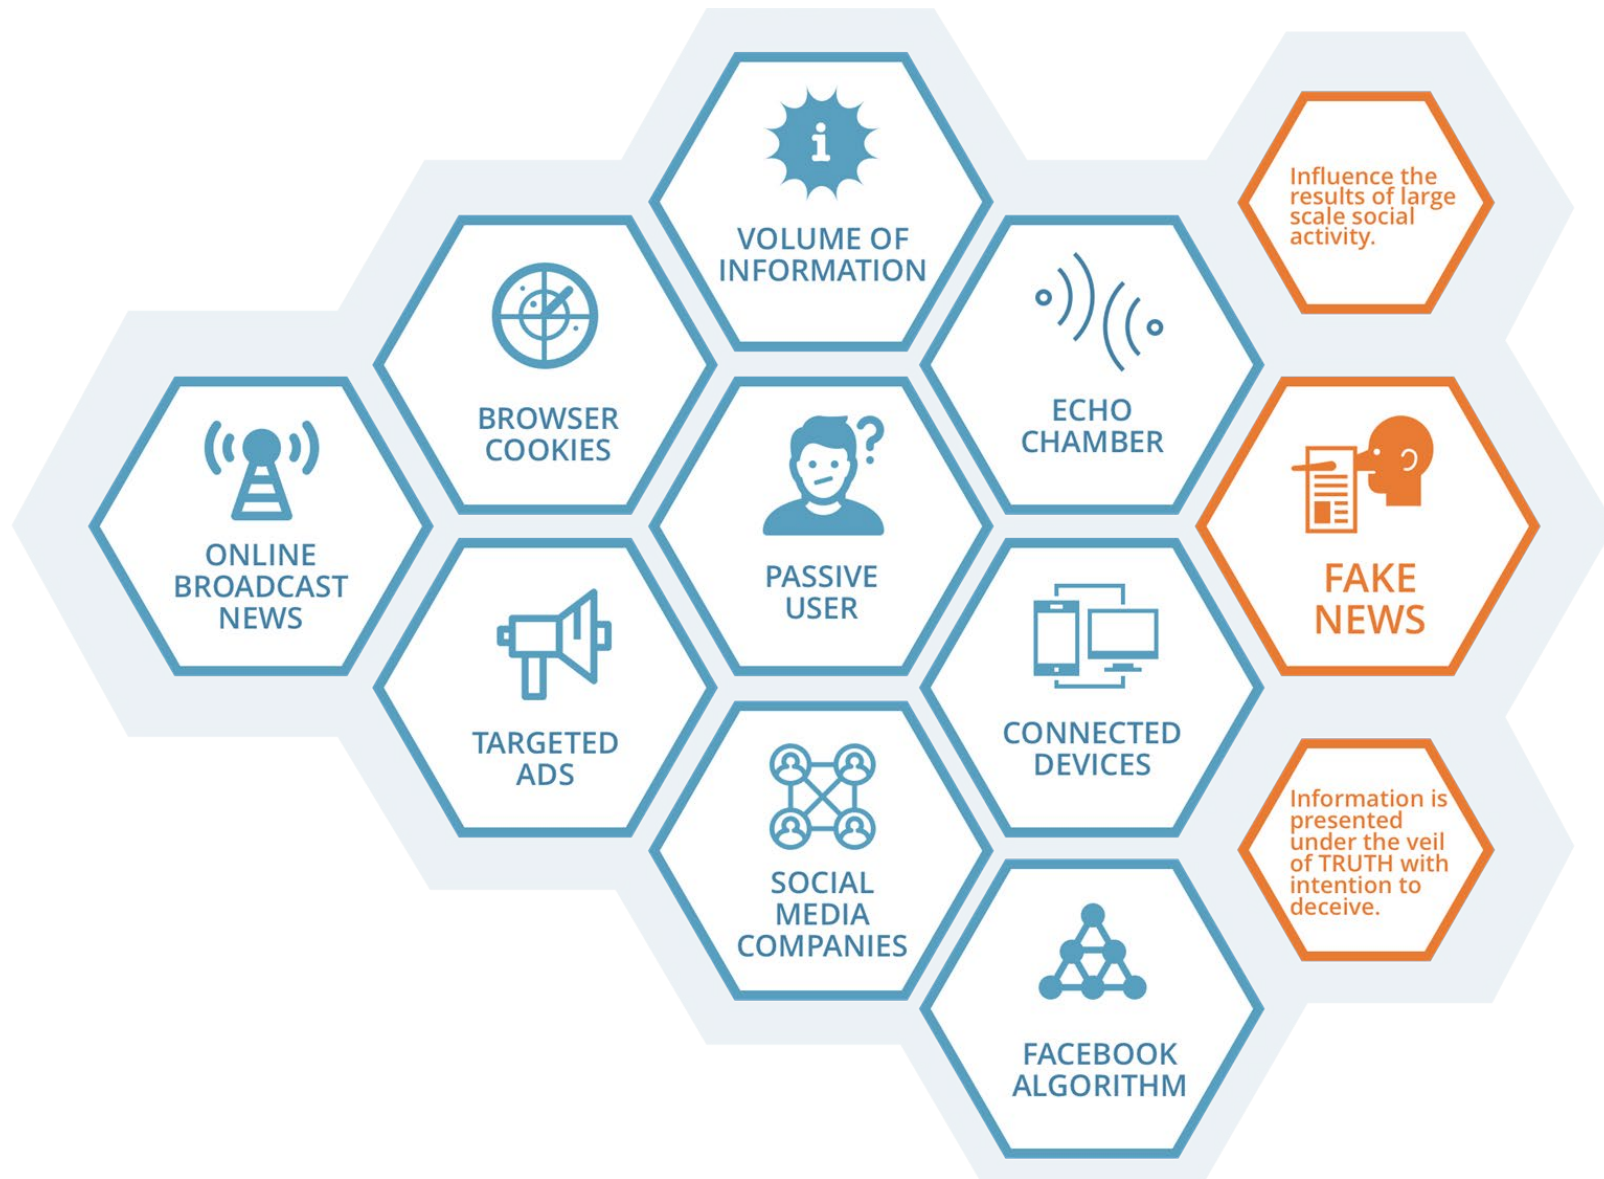 i
VOLUME OF
INFORMATION
Influence the
results of large
scale social
activity.
BROWSER
COOKIES
ECHO
CHAMBER
ONLINE
BROADCAST
NEWS
?
PASSIVE
USER
FAKE
NEWS
TARGETED
ADS
CONNECTED
DEVICES
SOCIAL
MEDIA
COMPANIES
Information is
presented
under the veil
of TRUTH with
intention to
deceive.
FACEBOOK
ALGORITHM